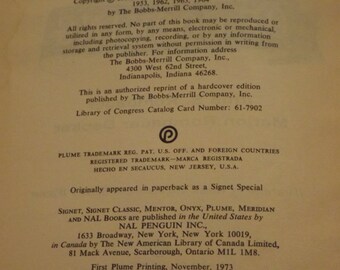 1953, 1962, 1963,
by The Bobbs-Merrill Company, Inc.
All rights reserved. No part of this book may be reproduced or
utilized in any form, by any means, electronic or mechanical,
including photocopying, recording, or by any information
storage and retrieval system without permission in writing from
the publisher. For information address
The Bobbs-Merrill Company, Inc.,
4300 West 62nd Street,
Indianapolis, Indiana 46268.
This is an authorized reprint of a hardcover edition
published by The Bobbs-Merrill Company, Inc.
Library of Congress Catalog Card Number: 61-7902
PLUME TRADEMARK REG. PAT. U.S. OFF. AND FOREIGN COUNTRIES
REGISTERED TRADEMARK—MARCA REGISTRADA
HECHO EN SECAUCUS, NEW JERSEY, U.S.A.
Originally appeared in paperback as a Signet Special
SIGNET, SIGNET CLASSIC, MENTOR, ONYX, PLUME, MERIDIAN
and NAL BOOKS are published in the United States by
NAL PENGUIN INC.,
1633 Broadway, New York, New York 10019,
in Canada by The New American Library of Canada Limited,
81 Mack Avenue, Scarborough, Ontario M1L 1M8.
First Plume Printing, November, 1973